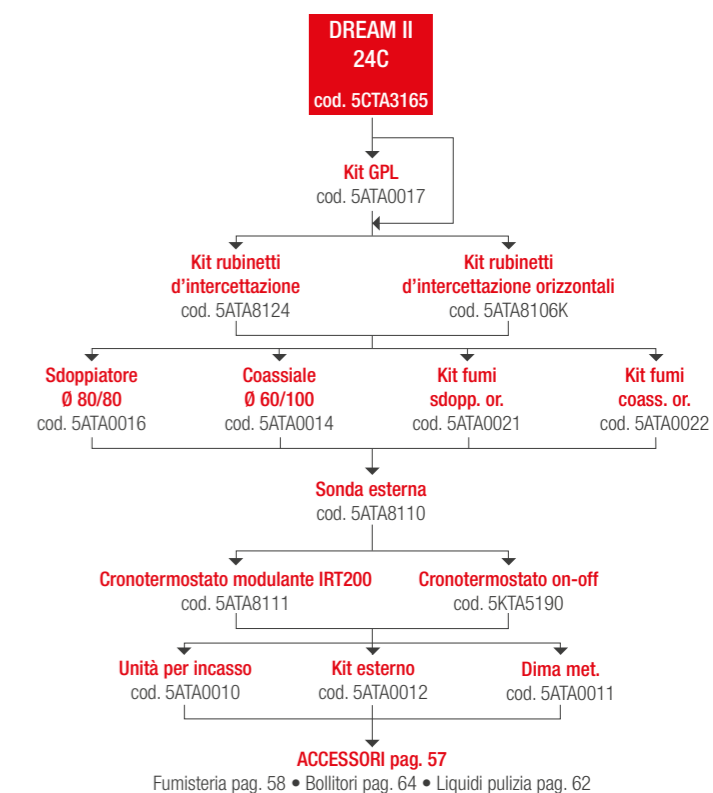 DREAM II
24C
cod. 5CTA3165
Kit GPL
cod. 5ATA0017
Kit rubinetti
d'intercettazione
cod. 5ATA8124
Kit rubinetti
d'intercettazione orizzontali
cod. 5ATA8106K
Sdoppiatore
Ø 80/80
cod. 5ATA0016
Coassiale
Ø 60/100
cod. 5ATA0014
Kit fumi
sdopp. or.
cod. 5ATA0021
Kit fumi
coass. or.
cod. 5ATA0022
Sonda esterna
cod. 5ATA8110
Cronotermostato modulante IRT200
cod. 5ATA8111
Cronotermostato on-off
cod. 5KTA5190
Unità per incasso
cod. 5ATA0010
Kit esterno
cod. 5ATA0012
Dima met.
cod. 5ATA0011
ACCESSORI pag. 57
Fumisteria pag. 58 • Bollitori pag. 64 • Liquidi pulizia pag. 62